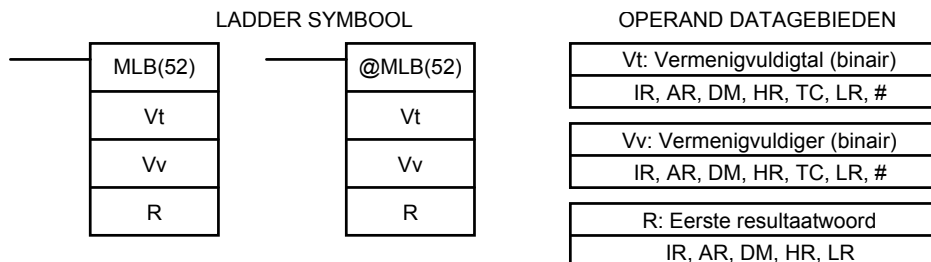 LADDER SYMBOOL
MLB(52)
Vt
Vv
R
@MLB(52)
Vt
Vv
R
OPERAND DATAGEBIEDEN
Vt: Vermenigvuldigtal (binair)
IR, AR, DM, HR, TC, LR, #
Vv: Vermenigvuldiger (binair)
IR, AR, DM, HR, TC, LR, #
R: Eerste resultaatwoord
IR, AR, DM, HR, LR